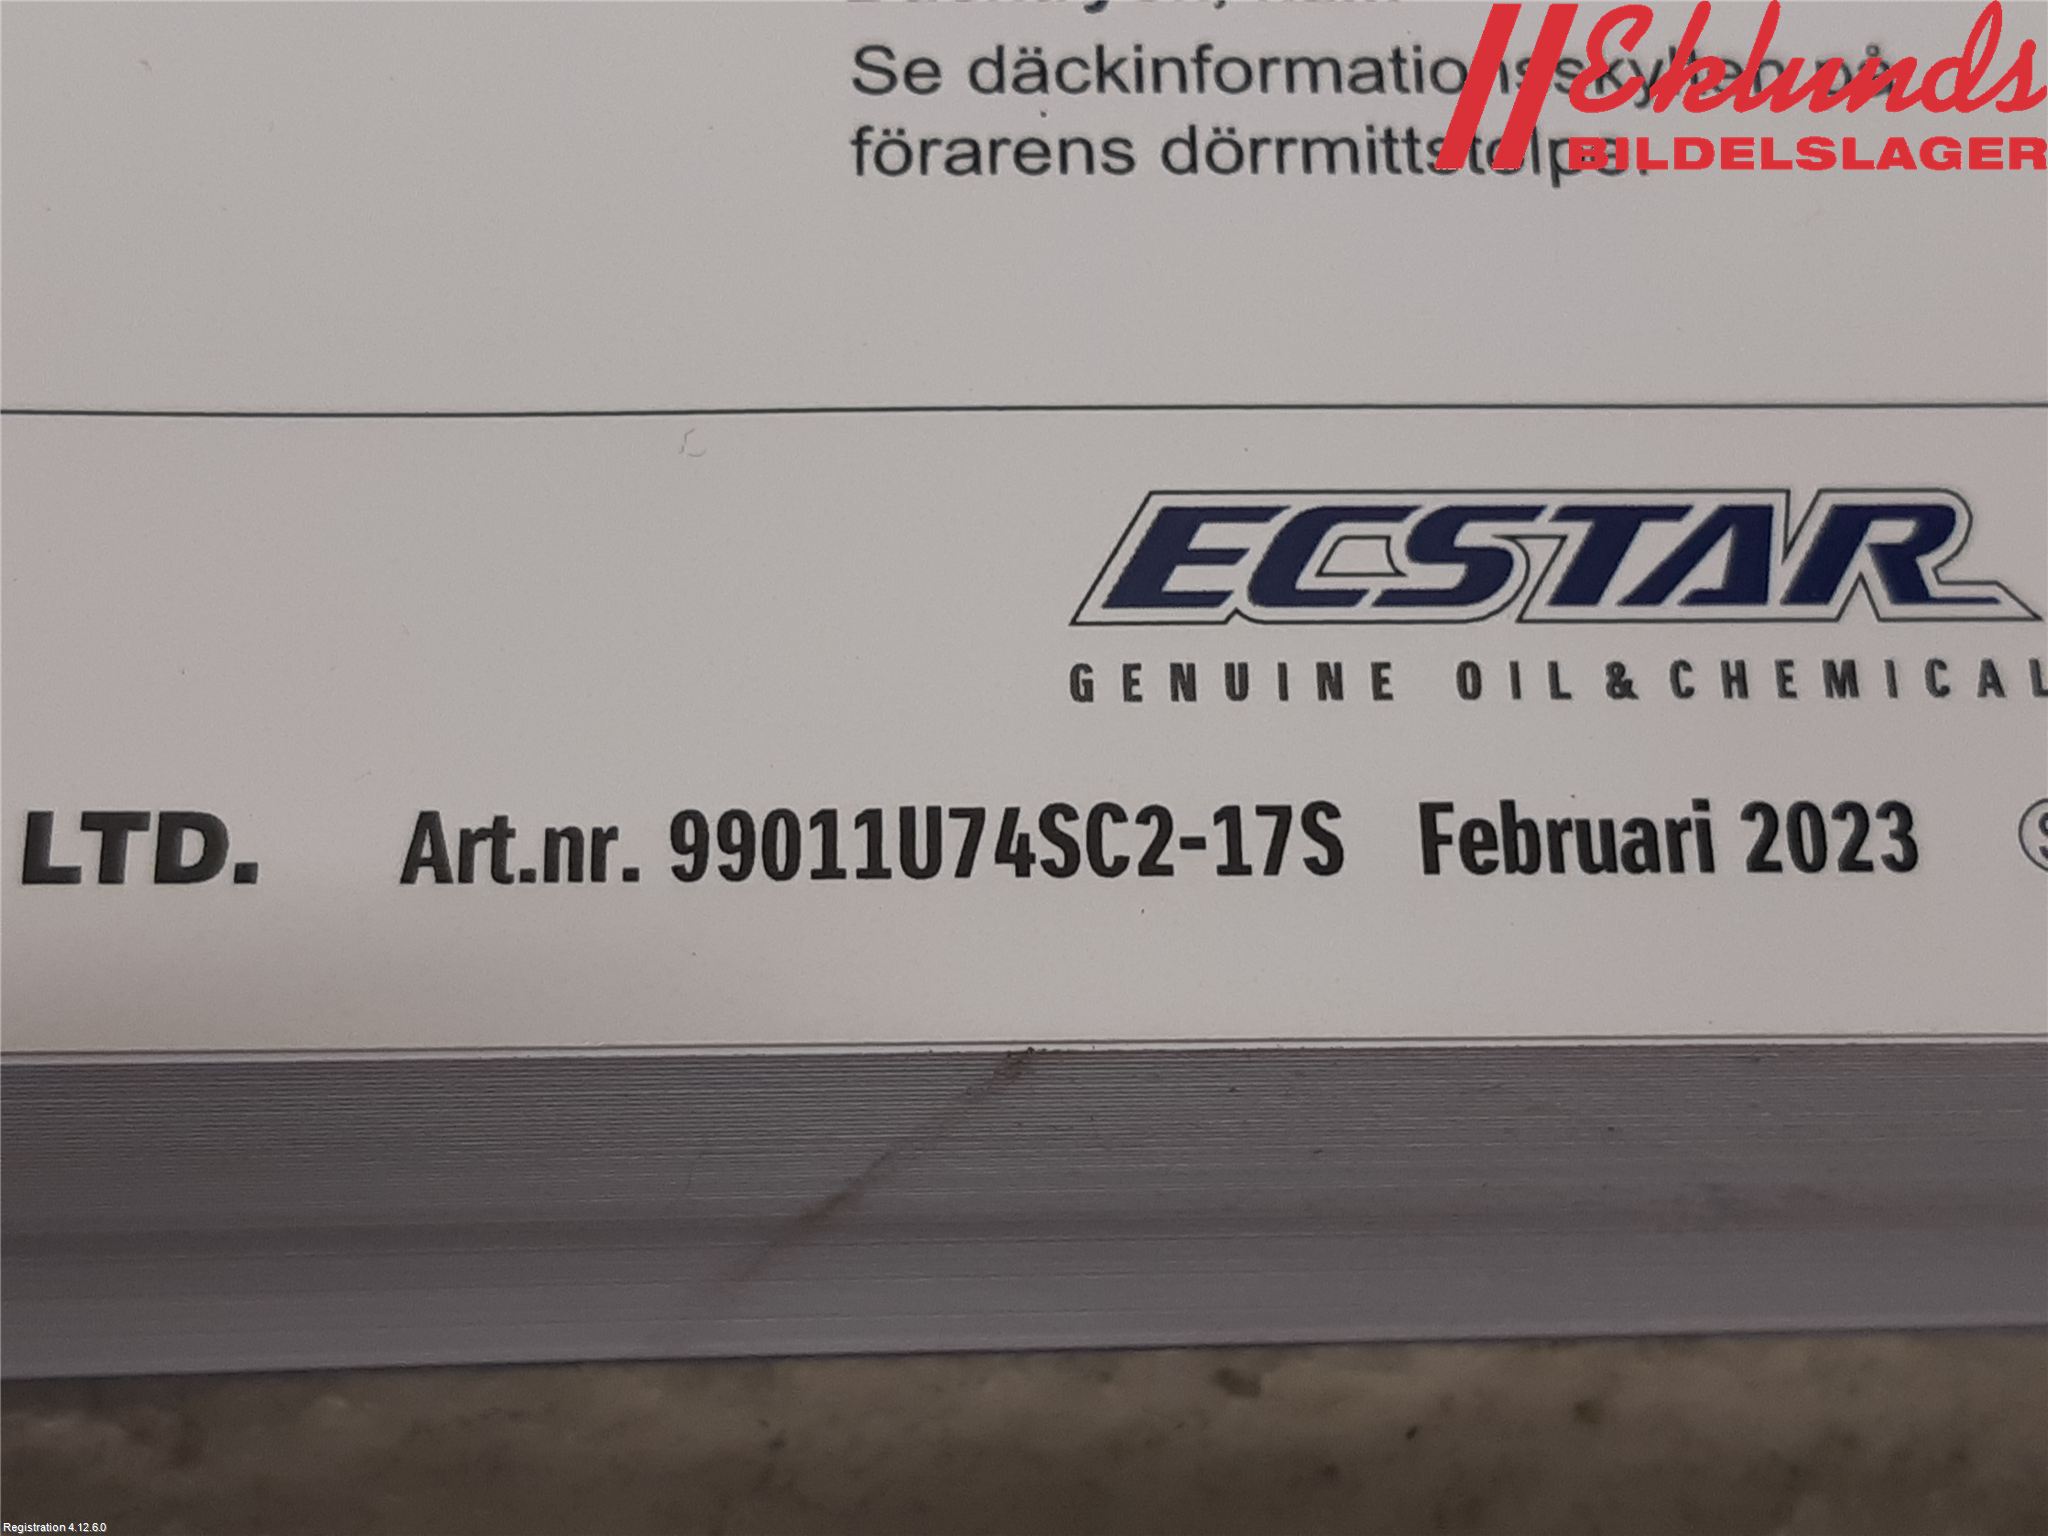 Se däckinformationsskylten på
förarens dörrmittstolpe.
Eklunds
BILDELSLAGER
ECSTAR
GENUINE OIL & CHEMICAL
LTD. Art.nr. 99011U74SC2-17S Februari 2023
Registration 4.12.6.0